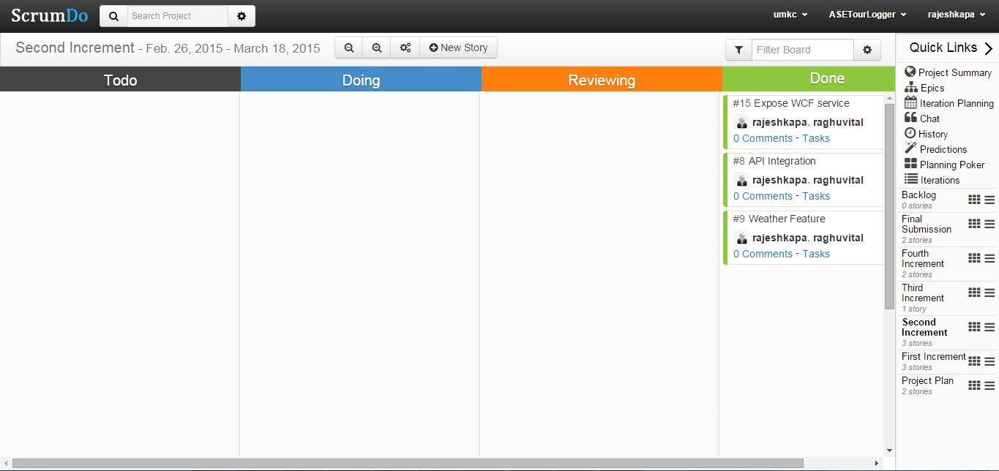 ScrumDo Search Project umkc ASETourLogger rajeshkapa
Second Increment - Feb. 26, 2015 - March 18, 2015 New Story Filter Board
Todo Doing Reviewing Done
#15 Expose WCF service
rajeshkapa, raghuvital
0 Comments - Tasks
#8 API Integration
rajeshkapa, raghuvital
0 Comments - Tasks
#9 Weather Feature
rajeshkapa, raghuvital
0 Comments - Tasks
Quick Links
Project Summary
Epics
Iteration Planning
Chat
History
Predictions
Planning Poker
Iterations
Backlog
0 stories
Final
Submission
2 stories
Fourth
Increment
2 stories
Third
Increment
1 story
Second
Increment
3 stories
First Increment
3 stories
Project Plan
2 stories